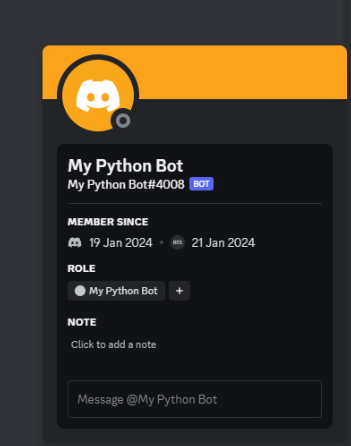 My Python Bot
My Python Bot#4008 BOT
MEMBER SINCE
19 Jan 2024 • BTS 21 Jan 2024
ROLE
My Python Bot +
NOTE
Click to add a note
Message @My Python Bot